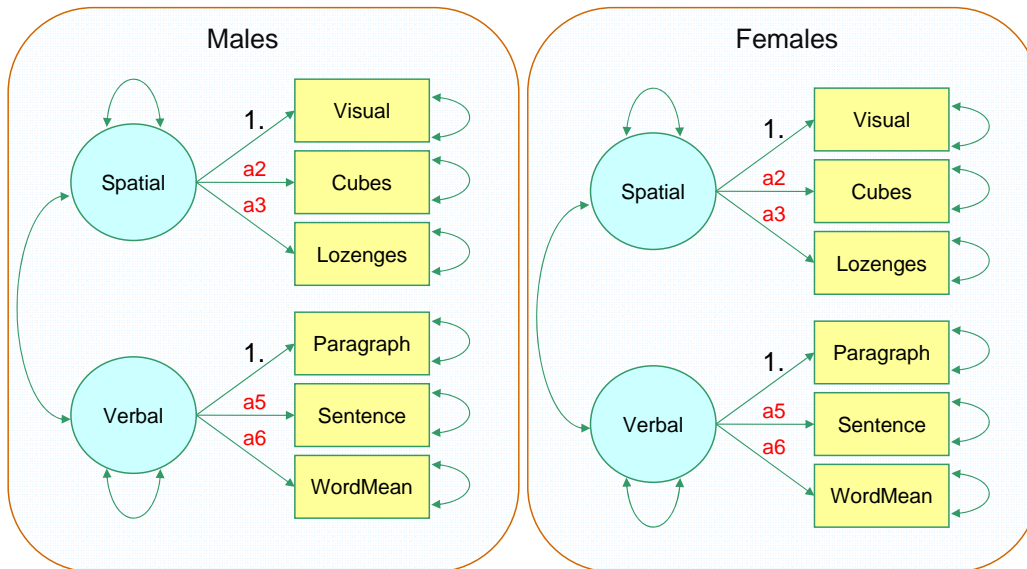 Males
Visual
1.
Spatial
a2
Cubes
a3
Lozenges
Paragraph
1.
Verbal
a5
Sentence
a6
WordMean
Females
Visual
1.
Spatial
a2
Cubes
a3
Lozenges
Paragraph
1.
Verbal
a5
Sentence
a6
WordMean